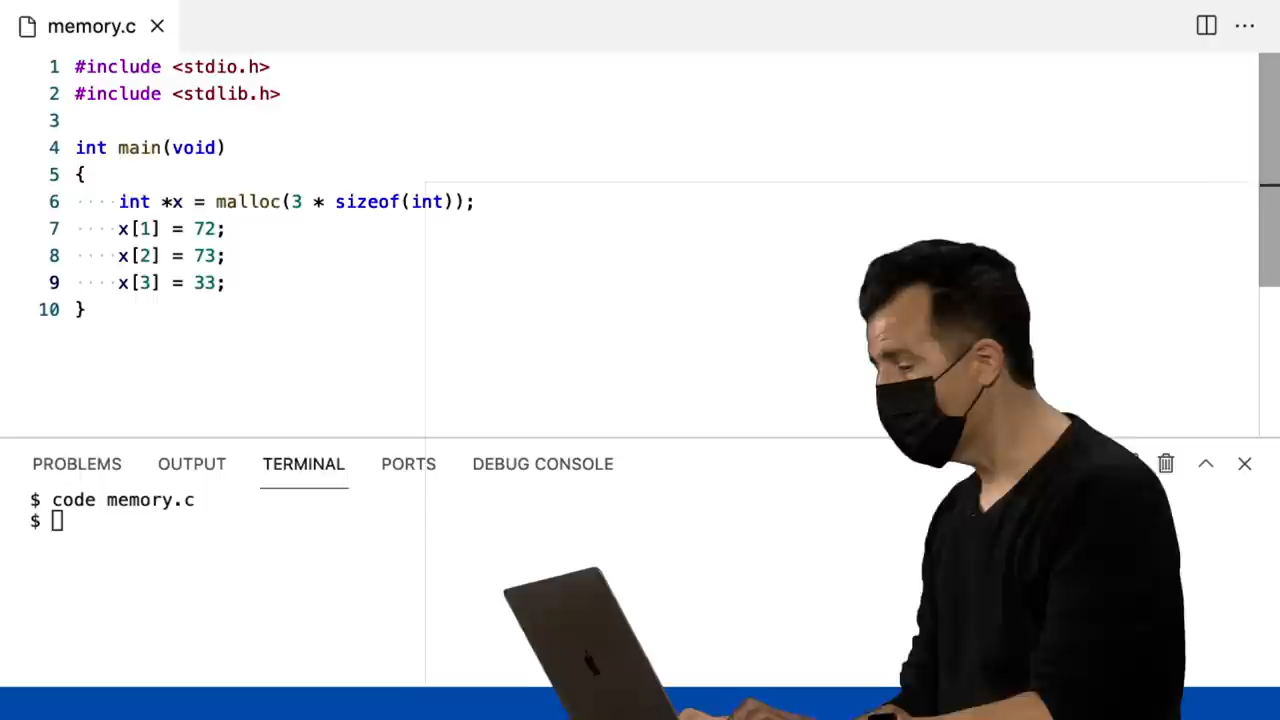 memory.c
1 #include <stdio.h>
2 #include <stdlib.h>
3
4 int main(void)
5 {
6 ····int *x = malloc(3 * sizeof(int));
7 ····x[1] = 72;
8 ····x[2] = 73;
9 ····x[3] = 33;
10 }
PROBLEMS OUTPUT TERMINAL PORTS DEBUG CONSOLE
$ code memory.c
$